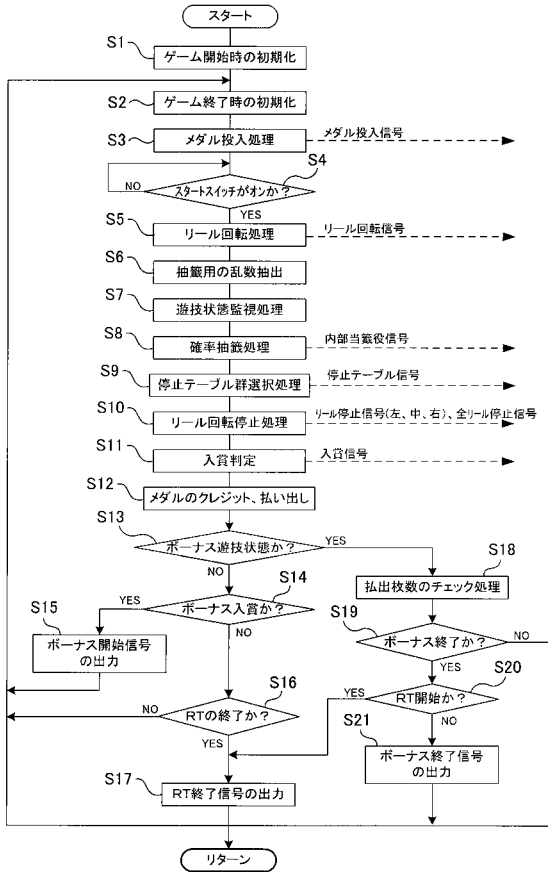 スタート
S1
ゲーム開始時の初期化
S2
ゲーム終了時の初期化
S3
メダル投入処理
メダル投入信号
S4
スタートスイッチがオンか？
NO
YES
S5
リール回転処理
リール回転信号
S6
抽籤用の乱数抽出
S7
遊技状態監視処理
S8
確率抽籤処理
内部当籤役信号
S9
停止テーブル群選択処理
停止テーブル信号
S10
リール回転停止処理
リール停止信号(左、中、右)、全リール停止信号
S11
入賞判定
入賞信号
S12
メダルのクレジット、払い出し
S13
ボーナス遊技状態か？
YES
NO
S14
ボーナス入賞か？
YES
NO
S15
ボーナス開始信号
の出力
S16
RTの終了か？
NO
YES
S17
RT終了信号の出力
S18
払出枚数のチェック処理
S19
ボーナス終了か？
NO
YES
S20
RT開始か？
YES
NO
S21
ボーナス終了信号
の出力
リターン